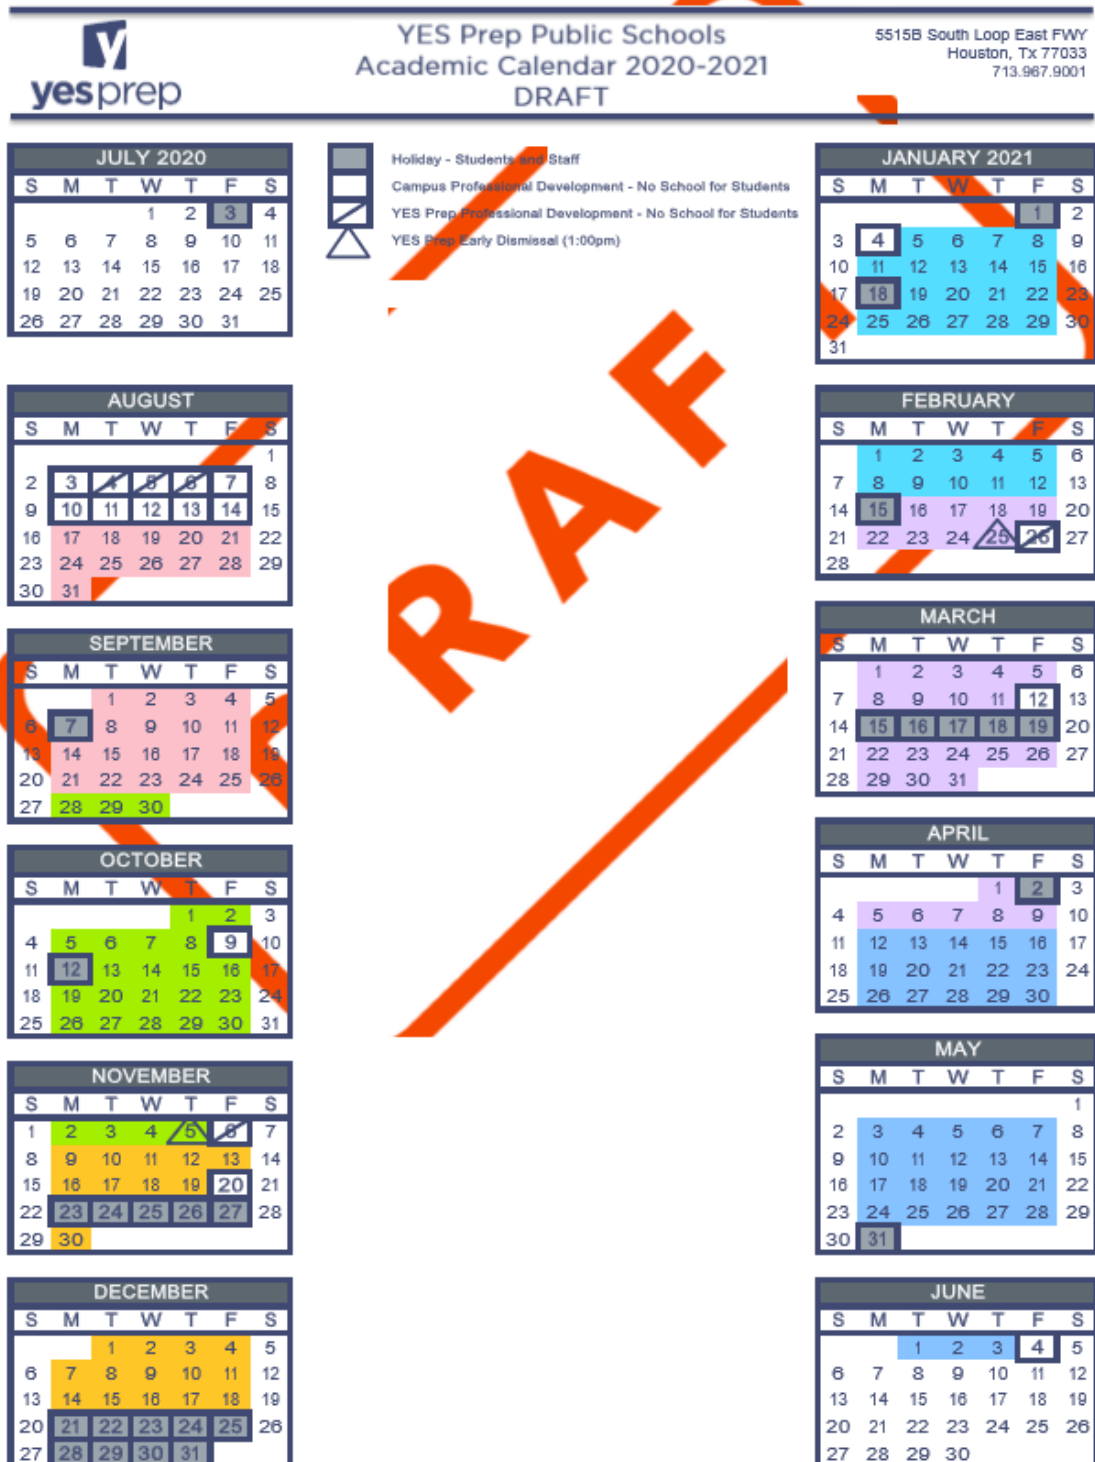 yesprep
YES Prep Public Schools
Academic Calendar 2020-2021
DRAFT
5515B South Loop East FWY
Houston, Tx 77033
713.967.9001
Holiday - Students and Staff
Campus Professional Development - No School for Students
YES Prep Professional Development - No School for Students
YES Prep Early Dismissal (1:00pm)
JULY 2020
S M T W T F S
1 2 3 4
5 6 7 8 9 10 11
12 13 14 15 16 17 18
19 20 21 22 23 24 25
26 27 28 29 30 31
AUGUST
S M T W T F S
1
2 3 4 5 6 7 8
9 10 11 12 13 14 15
16 17 18 19 20 21 22
23 24 25 26 27 28 29
30 31
SEPTEMBER
S M T W T F S
1 2 3 4 5
6 7 8 9 10 11 12
13 14 15 16 17 18 19
20 21 22 23 24 25 26
27 28 29 30
OCTOBER
S M T W T F S
1 2 3
4 5 6 7 8 9 10
11 12 13 14 15 16 17
18 19 20 21 22 23 24
25 26 27 28 29 30 31
NOVEMBER
S M T W T F S
1 2 3 4 5 6 7
8 9 10 11 12 13 14
15 16 17 18 19 20 21
22 23 24 25 26 27 28
29 30
DECEMBER
S M T W T F S
1 2 3 4 5
6 7 8 9 10 11 12
13 14 15 16 17 18 19
20 21 22 23 24 25 26
27 28 29 30 31
RAF
JANUARY 2021
S M T W T F S
1 2
3 4 5 6 7 8 9
10 11 12 13 14 15 16
17 18 19 20 21 22 23
24 25 26 27 28 29 30
31
FEBRUARY
S M T W T F S
1 2 3 4 5 6
7 8 9 10 11 12 13
14 15 16 17 18 19 20
21 22 23 24 25 26 27
28
MARCH
S M T W T F S
1 2 3 4 5 6
7 8 9 10 11 12 13
14 15 16 17 18 19 20
21 22 23 24 25 26 27
28 29 30 31
APRIL
S M T W T F S
1 2 3
4 5 6 7 8 9 10
11 12 13 14 15 16 17
18 19 20 21 22 23 24
25 26 27 28 29 30
MAY
S M T W T F S
1
2 3 4 5 6 7 8
9 10 11 12 13 14 15
16 17 18 19 20 21 22
23 24 25 26 27 28 29
30 31
JUNE
S M T W T F S
1 2 3 4 5
6 7 8 9 10 11 12
13 14 15 16 17 18 19
20 21 22 23 24 25 26
27 28 29 30